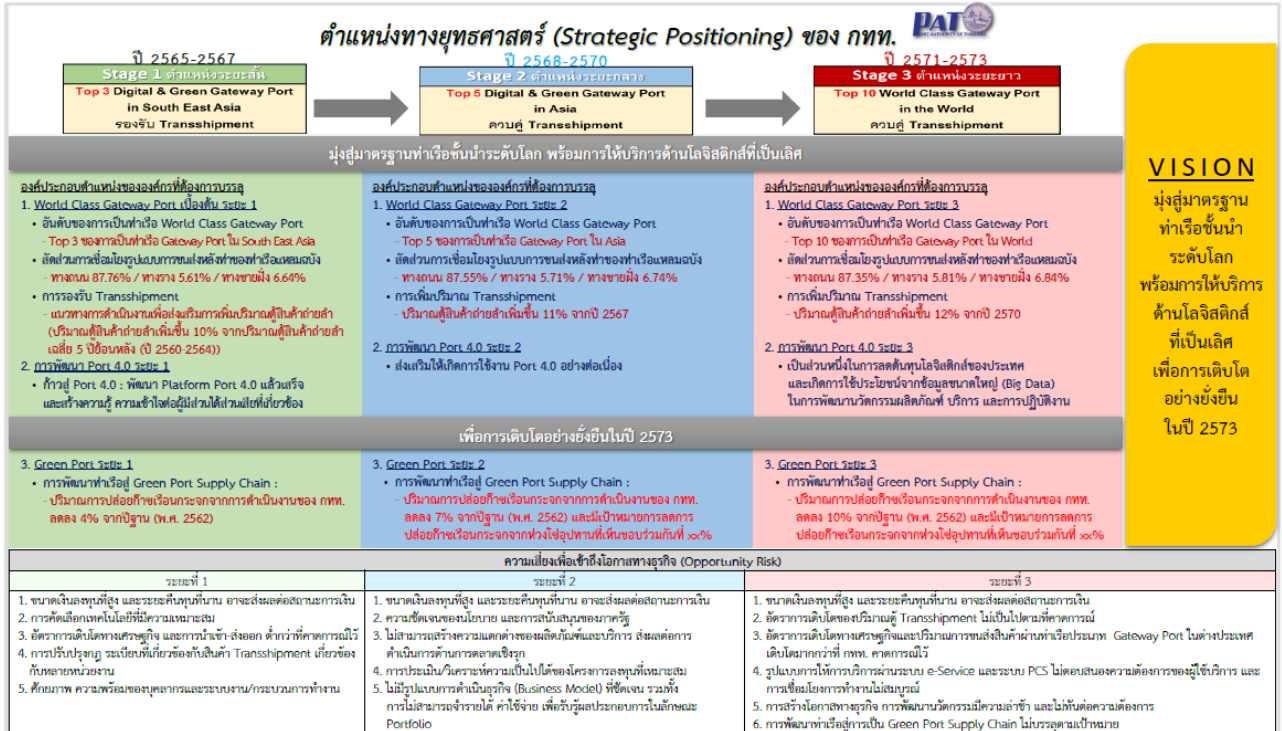 ตำแหน่งทางยุทธศาสตร์ (Strategic Positioning) ของ กทท.
PAT
PORT AUTHORITY OF THAILAND
ปี 2565-2567
Stage 1 ตำแหน่งระยะสั้น
Top 3 Digital & Green Gateway Port
in South East Asia
รองรับ Transshipment
ปี 2568-2570
Stage 2 ตำแหน่งระยะกลาง
Top 5 Digital & Green Gateway Port
in Asia
ควบคู่ Transshipment
ปี 2571-2573
Stage 3 ตำแหน่งระยะยาว
Top 10 World Class Gateway Port
in the World
ควบคู่ Transshipment
มุ่งสู่มาตรฐานท่าเรือชั้นนำระดับโลก พร้อมการให้บริการด้านโลจิสติกส์ที่เป็นเลิศ
องค์ประกอบตำแหน่งขององค์กรที่ต้องการบรรลุ
1. World Class Gateway Port เบื้องต้น ระยะ 1
• อันดับของการเป็นท่าเรือ World Class Gateway Port
- Top 3 ของการเป็นท่าเรือ Gateway Port ใน South East Asia
• สัดส่วนการเชื่อมโยงรูปแบบการขนส่งหลังท่าของท่าเรือแหลมฉบัง
- ทางถนน 87.76% / ทางราง 5.61% / ทางชายฝั่ง 6.64%
• การรองรับ Transshipment
- แนวทางการดำเนินงานเพื่อส่งเสริมการเพิ่มปริมาณตู้สินค้าถ่ายลำ
(ปริมาณตู้สินค้าถ่ายลำเพิ่มขึ้น 10% จากปริมาณตู้สินค้าถ่ายลำ
เฉลี่ย 5 ปีย้อนหลัง (ปี 2560-2564))
2. การพัฒนา Port 4.0 ระยะ 1
• ก้าวสู่ Port 4.0 : พัฒนา Platform Port 4.0 แล้วเสร็จ
และสร้างความรู้ ความเข้าใจต่อผู้มีส่วนได้ส่วนเสียที่เกี่ยวข้อง
องค์ประกอบตำแหน่งขององค์กรที่ต้องการบรรลุ
1. World Class Gateway Port ระยะ 2
• อันดับของการเป็นท่าเรือ World Class Gateway Port
- Top 5 ของการเป็นท่าเรือ Gateway Port ใน Asia
• สัดส่วนการเชื่อมโยงรูปแบบการขนส่งหลังท่าของท่าเรือแหลมฉบัง
- ทางถนน 87.55% / ทางราง 5.71% / ทางชายฝั่ง 6.74%
• การเพิ่มปริมาณ Transshipment
- ปริมาณตู้สินค้าถ่ายลำเพิ่มขึ้น 11% จากปี 2567
2. การพัฒนา Port 4.0 ระยะ 2
• ส่งเสริมให้เกิดการใช้งาน Port 4.0 อย่างต่อเนื่อง
องค์ประกอบตำแหน่งขององค์กรที่ต้องการบรรลุ
1. World Class Gateway Port ระยะ 3
• อันดับของการเป็นท่าเรือ World Class Gateway Port
- Top 10 ของการเป็นท่าเรือ Gateway Port ใน World
• สัดส่วนการเชื่อมโยงรูปแบบการขนส่งหลังท่าของท่าเรือแหลมฉบัง
- ทางถนน 87.35% / ทางราง 5.81% / ทางชายฝั่ง 6.84%
• การเพิ่มปริมาณ Transshipment
- ปริมาณตู้สินค้าถ่ายลำเพิ่มขึ้น 12% จากปี 2570
2. การพัฒนา Port 4.0 ระยะ 3
• เป็นส่วนหนึ่งในการลดต้นทุนโลจิสติกส์ของประเทศ
และเกิดการใช้ประโยชน์จากข้อมูลขนาดใหญ่ (Big Data)
ในการพัฒนานวัตกรรมผลิตภัณฑ์ บริการ และการปฏิบัติงาน
เพื่อการเติบโตอย่างยั่งยืนในปี 2573
3. Green Port ระยะ 1
• การพัฒนาท่าเรือสู่ Green Port Supply Chain :
- ปริมาณการปล่อยก๊าซเรือนกระจกจากการดำเนินงานของ กทท.
ลดลง 4% จากปีฐาน (พ.ศ. 2562)
3. Green Port ระยะ 2
• การพัฒนาท่าเรือสู่ Green Port Supply Chain :
- ปริมาณการปล่อยก๊าซเรือนกระจกจากการดำเนินงานของ กทท.
ลดลง 7% จากปีฐาน (พ.ศ. 2562) และมีเป้าหมายการลดการ
ปล่อยก๊าซเรือนกระจกจากห่วงโซ่อุปทานที่เห็นชอบร่วมกันที่ xx%
3. Green Port ระยะ 3
• การพัฒนาท่าเรือสู่ Green Port Supply Chain :
- ปริมาณการปล่อยก๊าซเรือนกระจกจากการดำเนินงานของ กทท.
ลดลง 10% จากปีฐาน (พ.ศ. 2562) และมีเป้าหมายการลดการ
ปล่อยก๊าซเรือนกระจกจากห่วงโซ่อุปทานที่เห็นชอบร่วมกันที่ xx%
VISION
มุ่งสู่มาตรฐาน
ท่าเรือชั้นนำ
ระดับโลก
พร้อมการให้บริการ
ด้านโลจิสติกส์
ที่เป็นเลิศ
เพื่อการเติบโต
อย่างยั่งยืน
ในปี 2573
ความเสี่ยงเพื่อเข้าถึงโอกาสทางธุรกิจ (Opportunity Risk)
ระยะที่ 1
1. ขนาดเงินลงทุนที่สูง และระยะคืนทุนที่นาน อาจจะส่งผลต่อสถานะการเงิน
2. การคัดเลือกเทคโนโลยีที่มีความเหมาะสม
3. อัตราการเติบโตทางเศรษฐกิจ และการนำเข้า-ส่งออก ต่ำกว่าที่คาดการณ์ไว้
4. การปรับปรุงกฎ ระเบียบที่เกี่ยวข้องกับสินค้า Transshipment เกี่ยวข้อง
กับหลายหน่วยงาน
5. ศักยภาพ ความพร้อมของบุคลากรและระบบงาน/กระบวนการทำงาน
ระยะที่ 2
1. ขนาดเงินลงทุนที่สูง และระยะคืนทุนที่นาน อาจจะส่งผลต่อสถานะการเงิน
2. ความชัดเจนของนโยบาย และการสนับสนุนของภาครัฐ
3. ไม่สามารถสร้างความแตกต่างของผลิตภัณฑ์และบริการ ส่งผลต่อการ
ดำเนินการด้านการตลาดเชิงรุก
4. การประเมิน/วิเคราะห์ความเป็นไปได้ของโครงการลงทุนที่เหมาะสม
5. ไม่มีรูปแบบการดำเนินธุรกิจ (Business Model) ที่ชัดเจน รวมทั้ง
การไม่สามารถจำรายได้ ค่าใช้จ่าย เพื่อรับรู้ผลประกอบการในลักษณะ
Portfolio
ระยะที่ 3
1. ขนาดเงินลงทุนที่สูง และระยะคืนทุนที่นาน อาจจะส่งผลต่อสถานะการเงิน
2. อัตราการเติบโตของปริมาณตู้ Transshipment ไม่เป็นไปตามที่คาดการณ์
3. อัตราการเติบโตทางเศรษฐกิจและปริมาณการขนส่งสินค้าผ่านท่าเรือประเภท Gateway Port ในต่างประเทศ
เติบโตมากกว่าที่ กทท. คาดการณ์ไว้
4. รูปแบบการให้บริการผ่านระบบ e-Service และระบบ PCS ไม่ตอบสนองความต้องการของผู้ใช้บริการ และ
การเชื่อมโยงการทำงานไม่สมบูรณ์
5. การสร้างโอกาสทางธุรกิจ การพัฒนานวัตกรรมมีความล่าช้า และไม่ทันต่อความต้องการ
6. การพัฒนาท่าเรือสู่การเป็น Green Port Supply Chain ไม่บรรลุตามเป้าหมาย